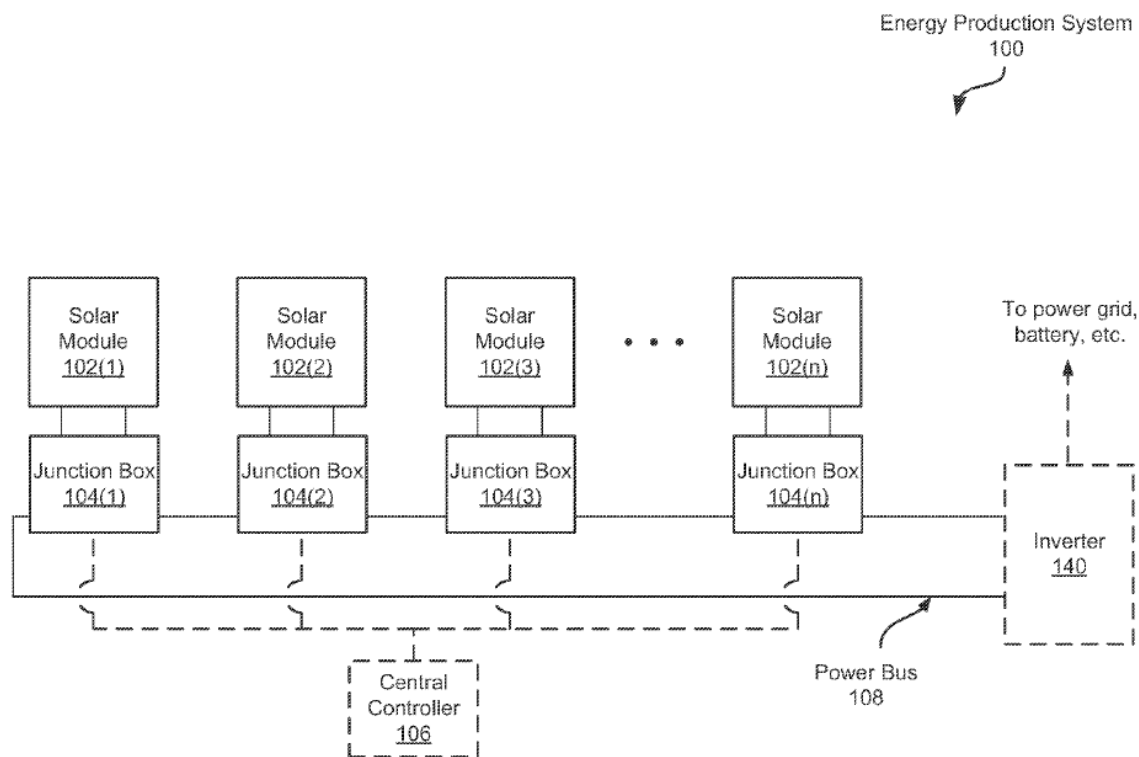 Energy Production System
100
Solar
Module
102(1)
Solar
Module
102(2)
Solar
Module
102(3)
• • •
Solar
Module
102(n)
To power grid,
battery, etc.
Junction Box
104(1)
Junction Box
104(2)
Junction Box
104(3)
Junction Box
104(n)
Inverter
140
Power Bus
108
Central
Controller
106